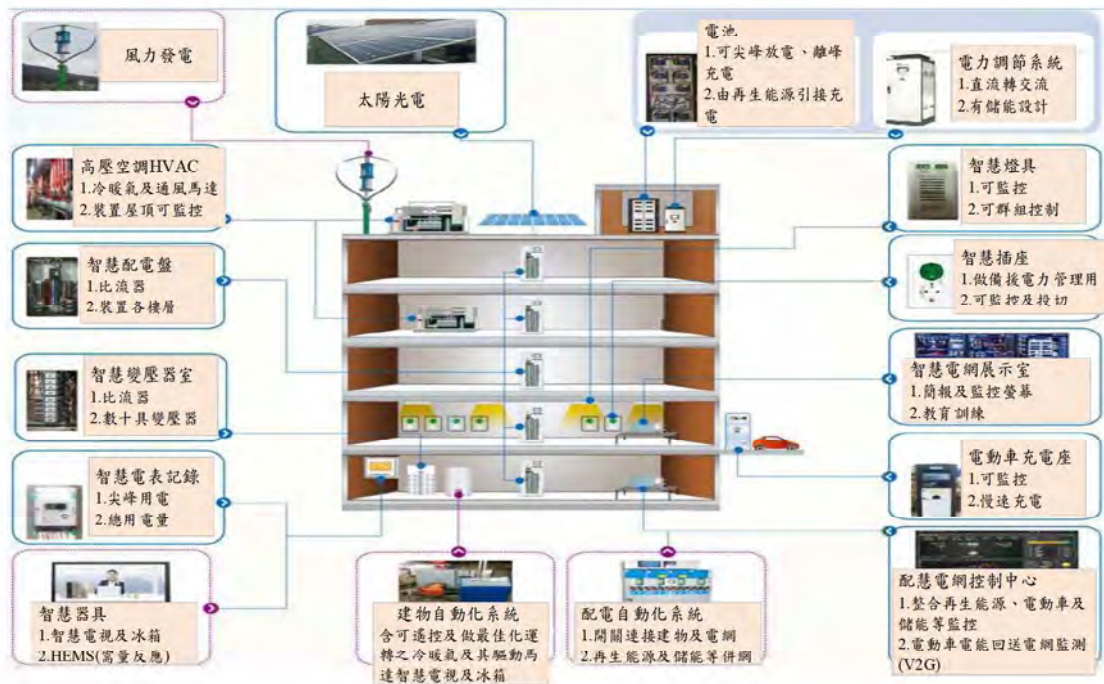 風力發電
太陽光電
電池
1.可尖峰放電、離峰
充電
2.由再生能源引接充
電
電力調節系統
1.直流轉交流
2.有儲能設計
高壓空調HVAC
1.冷暖氣及通風馬達
2.裝置屋頂可監控
智慧燈具
1.可監控
2.可群組控制
智慧配電盤
1.比流器
2.裝置各樓層
智慧插座
1.做備援電力管理用
2.可監控及投切
智慧變壓器室
1.比流器
2.數十具變壓器
智慧電網展示室
1.簡報及監控螢幕
2.教育訓練
智慧電表記錄
1.尖峰用電
2.總用電量
電動車充電座
1.可監控
2.慢速充電
智慧器具
1.智慧電視及冰箱
2.HEMS(需量反應)
建物自動化系統
含可遙控及做最佳化運
轉之冷暖氣及其驅動馬
達智慧電視及冰箱
配電自動化系統
1.開關連接建物及電網
2.再生能源及儲能等併網
配慧電網控制中心
1.整合再生能源、電動車及
儲能等監控
2.電動車電能回送電網監測
(V2G)